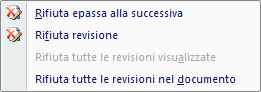 Rifiuta epassa alla successiva
Rifiuta revisione
Rifiuta tutte le revisioni visualizzate
Rifiuta tutte le revisioni nel documento